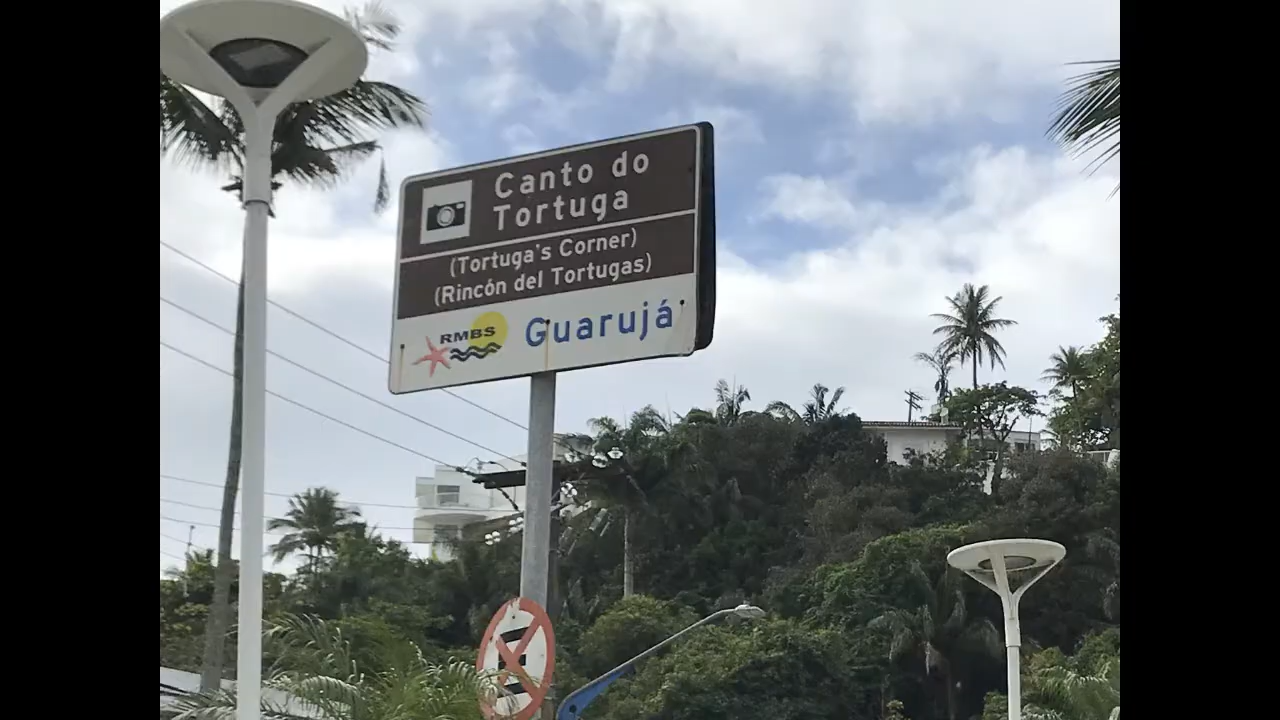 Canto do
Tortuga
(Tortuga's Corner)
(Rincón del Tortugas)
RMBS
Guarujá